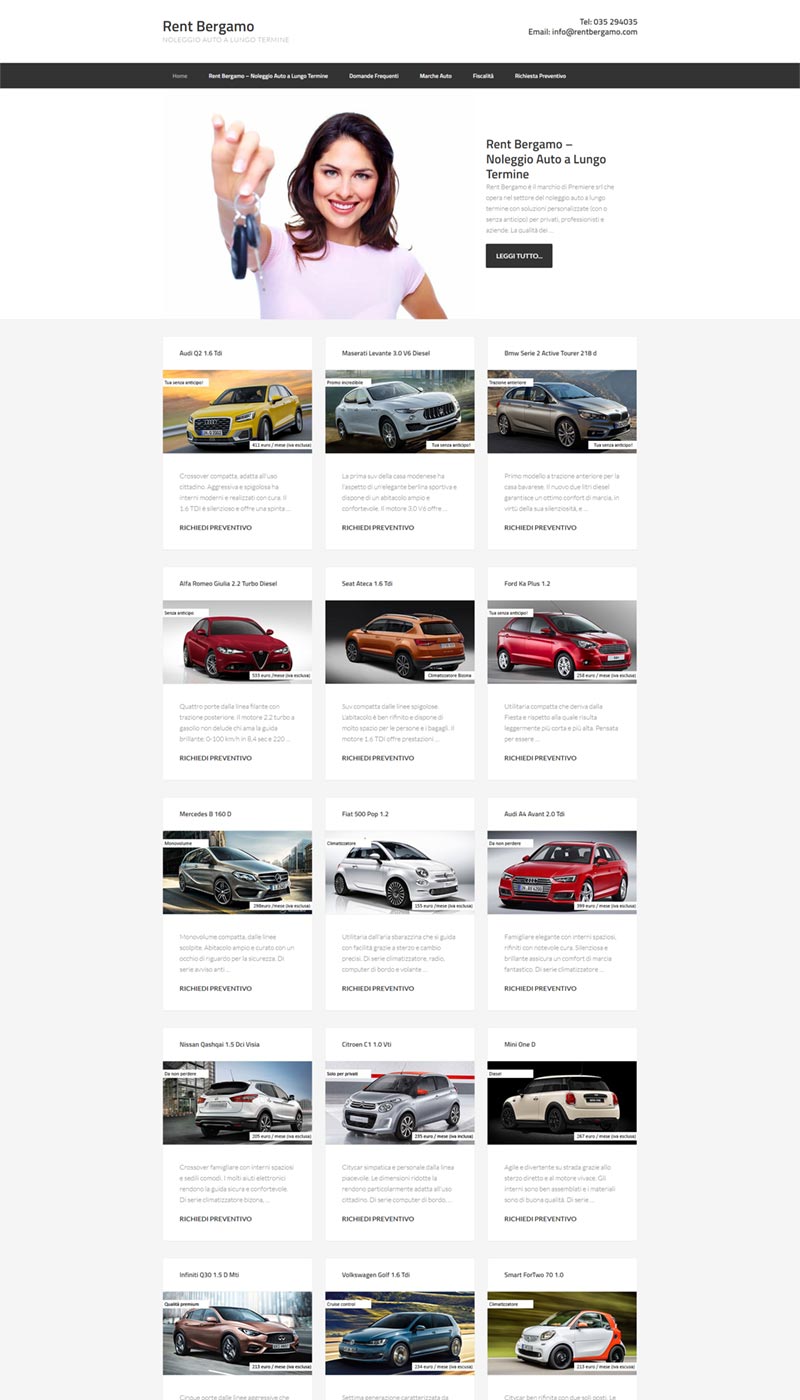 Rent Bergamo
NOLEGGIO AUTO A LUNGO TERMINE
Tel: 035 294035
Email: info@rentbergamo.com
Home
Rent Bergamo – Noleggio Auto a Lungo Termine
Domande Frequenti
Marche Auto
Fiscalità
Richiesta Preventivo
Rent Bergamo –
Noleggio Auto a Lungo
Termine
Rent Bergamo è il marchio di Premiere srl che
opera nel settore del noleggio auto a lungo
termine con soluzioni personalizzate (con o
senza anticipo) per privati, professionisti e
aziende. La qualità dei ...
LEGGI TUTTO...
Audi Q2 1.6 Tdi
Tua senza anticipo!
411 euro / mese (iva esclusa)
Crossover compatta, adatta all'uso
cittadino. Aggressiva e spigolosa ha
interni moderni e realizzati con cura. Il
1.6 TDI è silenzioso e offre una spinta ...
RICHIEDI PREVENTIVO
Maserati Levante 3.0 V6 Diesel
Promo incredibile
Tua senza anticipo!
La prima suv della casa modenese ha
l'aspetto di un'elegante berlina sportiva e
dispone di un abitacolo ampio e
confortevole. Il motore 3.0 V6 offre ...
RICHIEDI PREVENTIVO
Bmw Serie 2 Active Tourer 218 d
Trazione anteriore
Tua senza anticipo!
Primo modello a trazione anteriore per la
casa bavarese. Il nuovo due litri diesel
garantisce un ottimo confort di marcia, in
virtù della sua silenziosità, e ...
RICHIEDI PREVENTIVO
Alfa Romeo Giulia 2.2 Turbo Diesel
Senza anticipo
555 euro /mese (iva esclusa)
Quattro porte dalla linea filante con
trazione posteriore. Il motore 2.2 turbo a
gasolio non delude chi ama la guida
brillante; 0-100 km.h in 8,4 sec e 220 ...
RICHIEDI PREVENTIVO
Seat Ateca 1.6 Tdi
Climatizzatore Bizona
Suv compatta dalle linee spigolose.
L'abitacolo è ben rifinito e dispone di
molto spazio per le persone e i bagagli. Il
motore 1.6 TDi offre prestazioni ...
RICHIEDI PREVENTIVO
Ford Ka Plus 1.2
Tua senza anticipo!
258 euro /mese (iva esclusa)
Utilitaria compatta che deriva dalla
Fiesta e rispetto alla quale risulta
leggermente più corta e più alta. Pensata
per essere ...
RICHIEDI PREVENTIVO
Mercedes B 160 D
Monovolume
298euro /mese (iva esclusa)
Monovolume compatta, dalle linee
scolpite. Abitacolo ampio e curato con un
occhio di riguardo per la sicurezza. Di
serie avviso anti ...
RICHIEDI PREVENTIVO
Fiat 500 Pop 1.2
Climatizzatore
155 euro / mese (iva esclusa)
Utilitaria dall'aria sbarazzina che si guida
con facilità grazie a sterzo e cambio
precisi. Di serie climatizzatore, radio,
computer di bordo e volante ...
RICHIEDI PREVENTIVO
Audi A4 Avant 2.0 Tdi
Da non perdere
399 euro / mese (iva esclusa)
Famigliare elegante con interni spaziosi,
rifiniti con notevole cura. Silenziosa e
brillante assicura un comfort di marcia
fantastico. Di serie climatizzatore ...
RICHIEDI PREVENTIVO
Nissan Qashqai 1.5 Dci Visia
Da non perdere
205 euro / mese (iva esclusa)
Crossover famigliare con interni spaziosi
e sedili comodi. I molti aiuti elettronici
rendono la guida sicura e confortevole.
Di serie climatizzatore bizona, ...
RICHIEDI PREVENTIVO
Citroen C1 1.0 Vti
Solo per privati
235 euro / mese (iva inclusa)
Citycar simpatica e personale dalla linea
piacevole. Le dimensioni ridotte la
rendono particolarmente adatta all'uso
cittadino. Di serie computer di bordo, ...
RICHIEDI PREVENTIVO
Mini One D
Diesel
267 euro / mese (iva esclusa)
Agile e divertente su strada grazie allo
sterzo diretto e al motore vivace. Gli
interni sono ben assemblati e i materiali
sono di buona qualità. Di serie ...
RICHIEDI PREVENTIVO
Infiniti Q30 1.5 D Mti
Qualità premium
213 euro / mese (iva esclusa)
Cinque porte dalle linee aggressive che
Volkswagen Golf 1.6 Tdi
Cruise control
234 euro / mese (iva esclusa)
Settima generazione caratterizzata da
Smart ForTwo 70 1.0
Climatizzatore
213 euro / mese (iva esclusa)
Citycar ben rifinita con due soli posti. Le